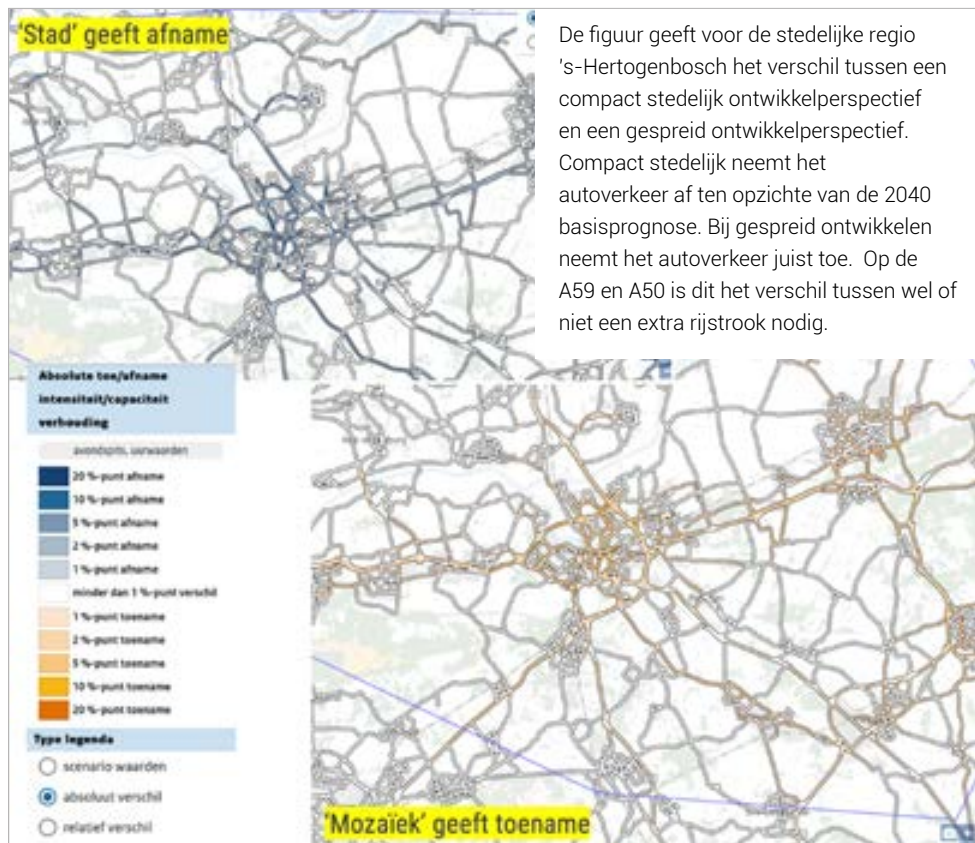 'Stad' geeft afname
De figuur geeft voor de stedelijke regio
's-Hertogenbosch het verschil tussen een
compact stedelijk ontwikkelperspectief
en een gespreid ontwikkelperspectief.
Compact stedelijk neemt het
autoverkeer af ten opzichte van de 2040
basisprognose. Bij gespreid ontwikkelen
neemt het autoverkeer juist toe. Op de
A59 en A50 is dit het verschil tussen wel of
niet een extra rijstrook nodig.
Absolute toe/afname
intensiteit/capaciteit
verhouding
avondspits, uurwaarden
20 %-punt afname
10 %-punt afname
5 %-punt afname
2 %-punt afname
1 %-punt afname
minder dan 1 %-punt verschil
1 %-punt toename
2 %-punt toename
5 %-punt toename
10 %-punt toename
20 %-punt toename
Type legenda
scenario waarden
absoluut verschil
relatief verschil
'Mozaïek' geeft toename